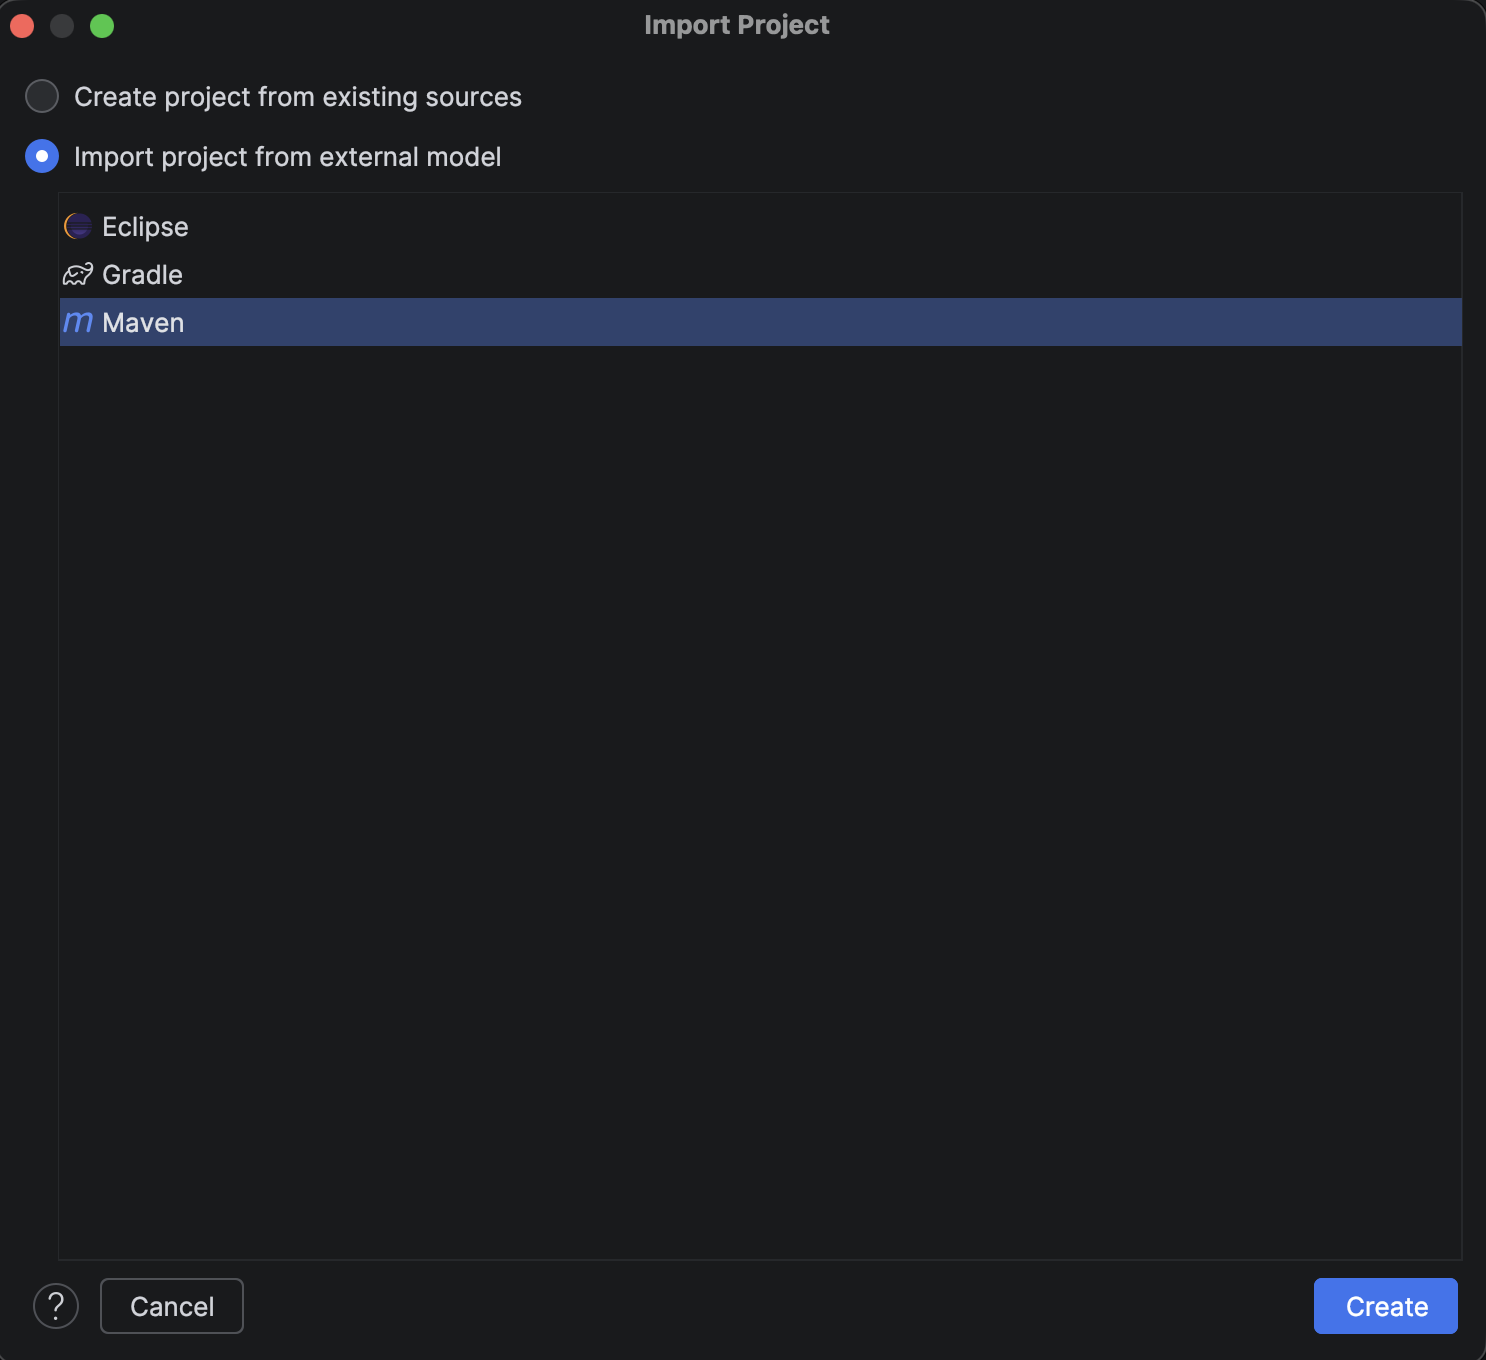 Import Project
Create project from existing sources
Import project from external model
Eclipse
Gradle
m Maven
? Cancel Create